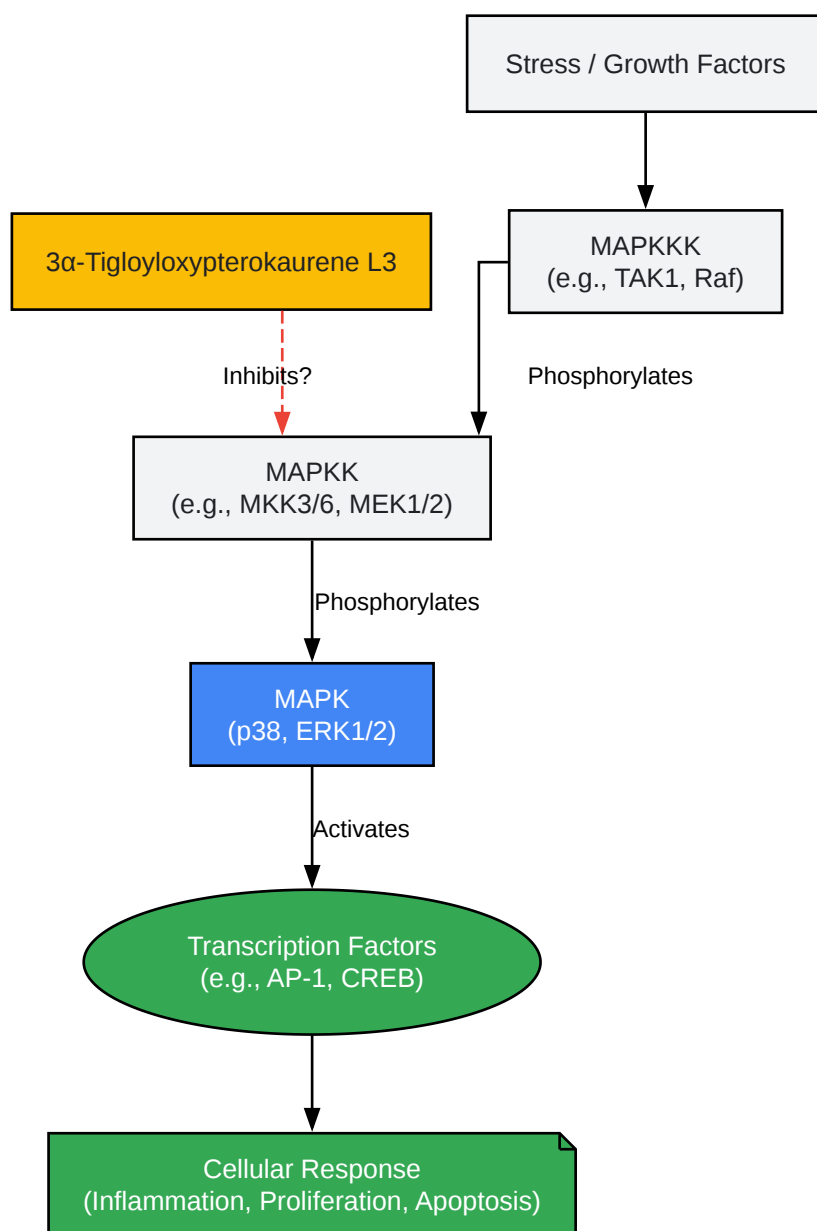 Stress / Growth Factors
3α-Tigloyloxypterokaurene L3
MAPKKK
(e.g., TAK1, Raf)
Inhibits?
Phosphorylates
MAPKK
(e.g., MKK3/6, MEK1/2)
Phosphorylates
MAPK
(p38, ERK1/2)
Activates
Transcription Factors
(e.g., AP-1, CREB)
Cellular Response
(Inflammation, Proliferation, Apoptosis)